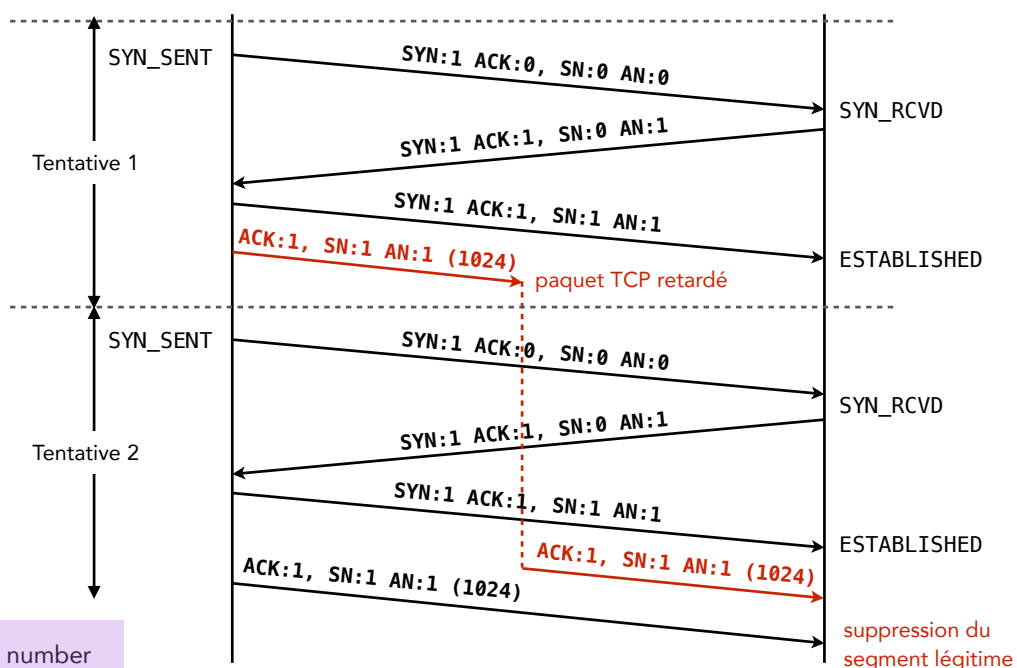 SYN_SENT
SYN:1 ACK:0, SN:0 AN:0
SYN_RCVD
SYN:1 ACK:1, SN:0 AN:1
Tentative 1
SYN:1 ACK:1, SN:1 AN:1
ACK:1, SN:1 AN:1 (1024)
ESTABLISHED
paquet TCP retardé
SYN_SENT
SYN:1 ACK:0, SN:0 AN:0
SYN_RCVD
SYN:1 ACK:1, SN:0 AN:1
Tentative 2
SYN:1 ACK:1, SN:1 AN:1
ESTABLISHED
ACK:1, SN:1 AN:1 (1024)
ACK:1, SN:1 AN:1 (1024)
suppression du
segment légitime
number